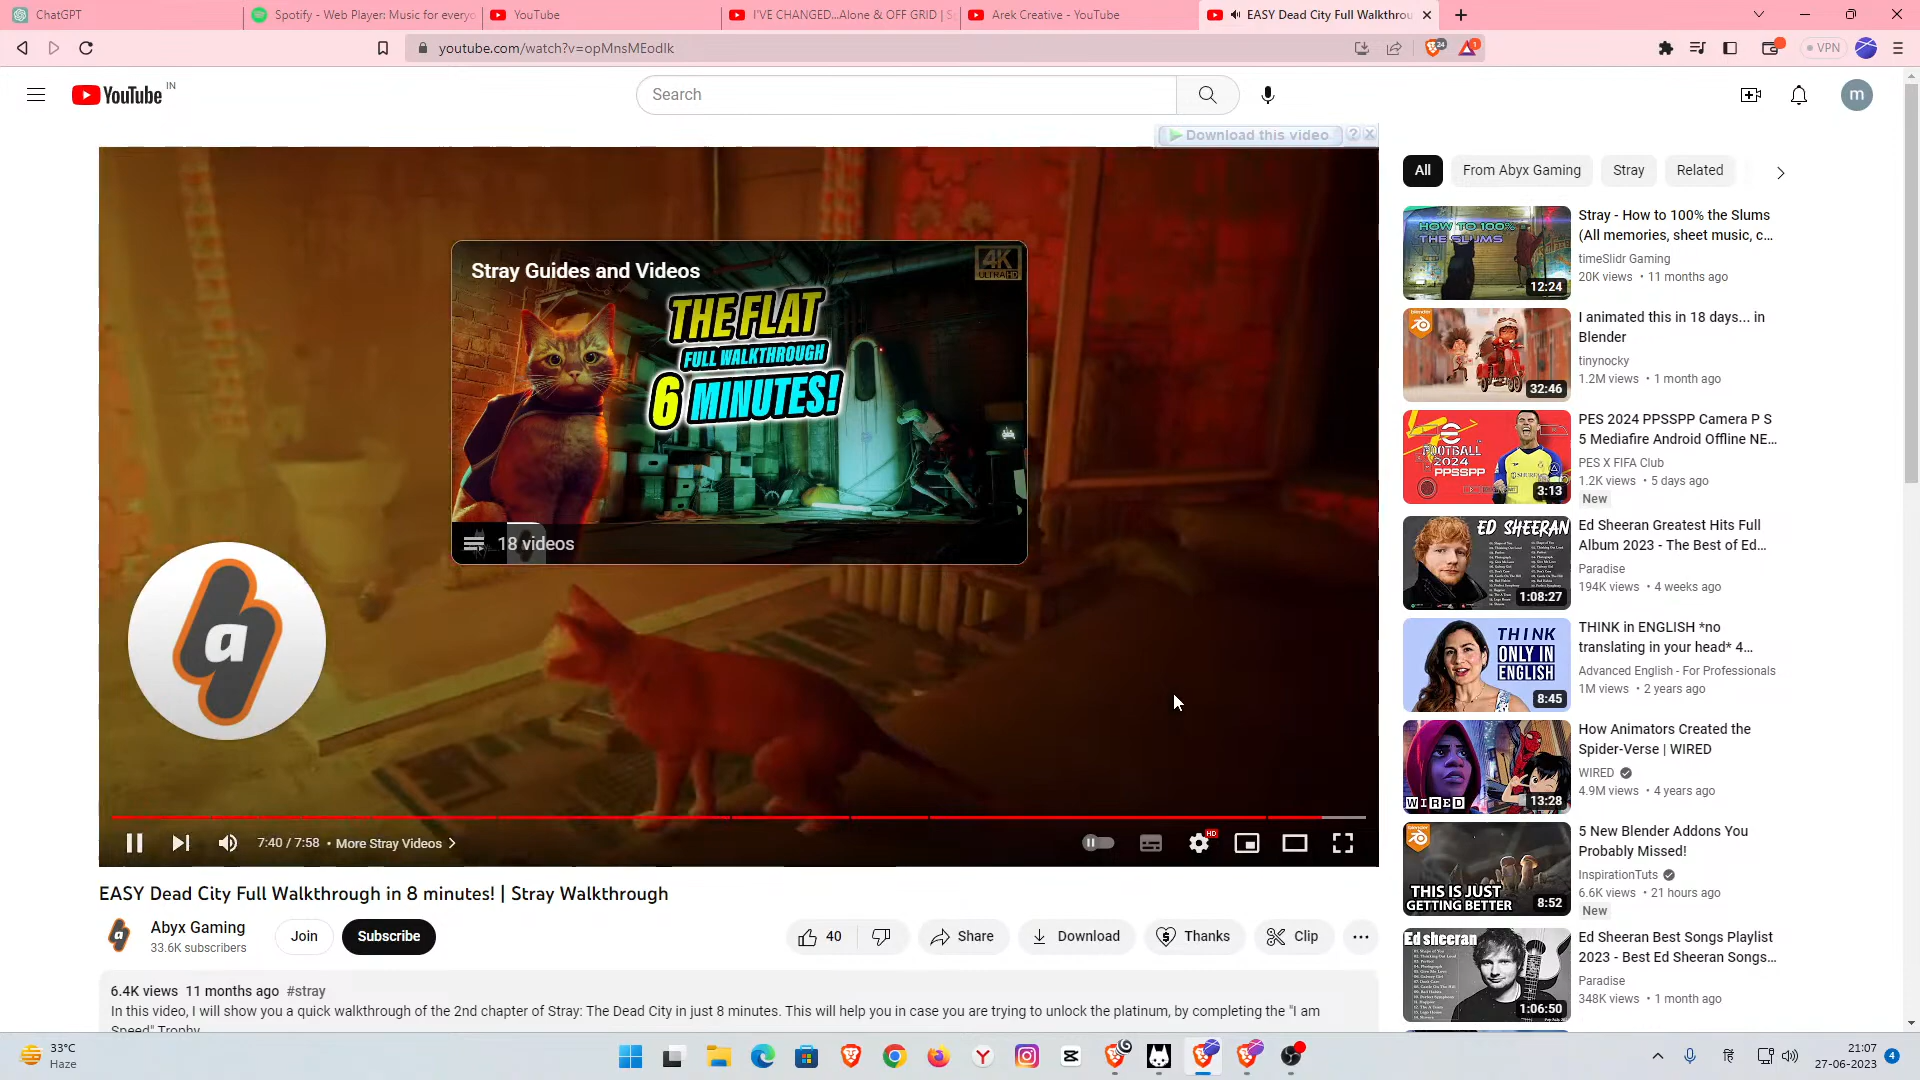 ChatGPT
Spotify - Web Player: Music for everyo
YouTube
I'VE CHANGED...Alone & OFF GRID | S
Arek Creative - YouTube
EASY Dead City Full Walkthrou
youtube.com/watch?v=opMnsMEodlk
24
1
VPN
YouTube IN
Search
m
Download this video ? X
Stray Guides and Videos
4K
ULTRA HD
THE FLAT
FULL WALKTHROUGH
6 MINUTES!
18 videos
a
7:40 / 7:58 • More Stray Videos
HD
EASY Dead City Full Walkthrough in 8 minutes! | Stray Walkthrough
a
Abyx Gaming
33.6K subscribers
Join
Subscribe
40
Share
Download
Thanks
Clip
6.4K views 11 months ago #stray
In this video, I will show you a quick walkthrough of the 2nd chapter of Stray: The Dead City in just 8 minutes. This will help you in case you are trying to unlock the platinum, by completing the "I am
Speed" Trophy
All
From Abyx Gaming
Stray
Related
HOW TO 100%
THE SLUMS
12:24
Stray - How to 100% the Slums
(All memories, sheet music, c...
timeSlidr Gaming
20K views • 11 months ago
blender
32:46
I animated this in 18 days... in
Blender
tinynocky
1.2M views • 1 month ago
FOOTBALL
2024
PPSSPP
3:13
PES 2024 PPSSPP Camera P S
5 Mediafire Android Offline NE...
PES X FIFA Club
1.2K views • 5 days ago
New
ED SHEERAN
1:08:27
Ed Sheeran Greatest Hits Full
Album 2023 - The Best of Ed...
Paradise
194K views • 4 weeks ago
THINK
ONLY IN
ENGLISH
8:45
THINK in ENGLISH *no
translating in your head* 4...
Advanced English - For Professionals
1M views • 2 years ago
WIRED
13:28
How Animators Created the
Spider-Verse | WIRED
WIRED
4.9M views • 4 years ago
blender
THIS IS JUST
GETTING BETTER
8:52
5 New Blender Addons You
Probably Missed!
InspirationTuts
6.6K views • 21 hours ago
New
Ed sheeran
1:06:50
Ed Sheeran Best Songs Playlist
2023 - Best Ed Sheeran Songs...
Paradise
348K views • 1 month ago
33°C
Haze
हिं
21:07
27-06-2023
4